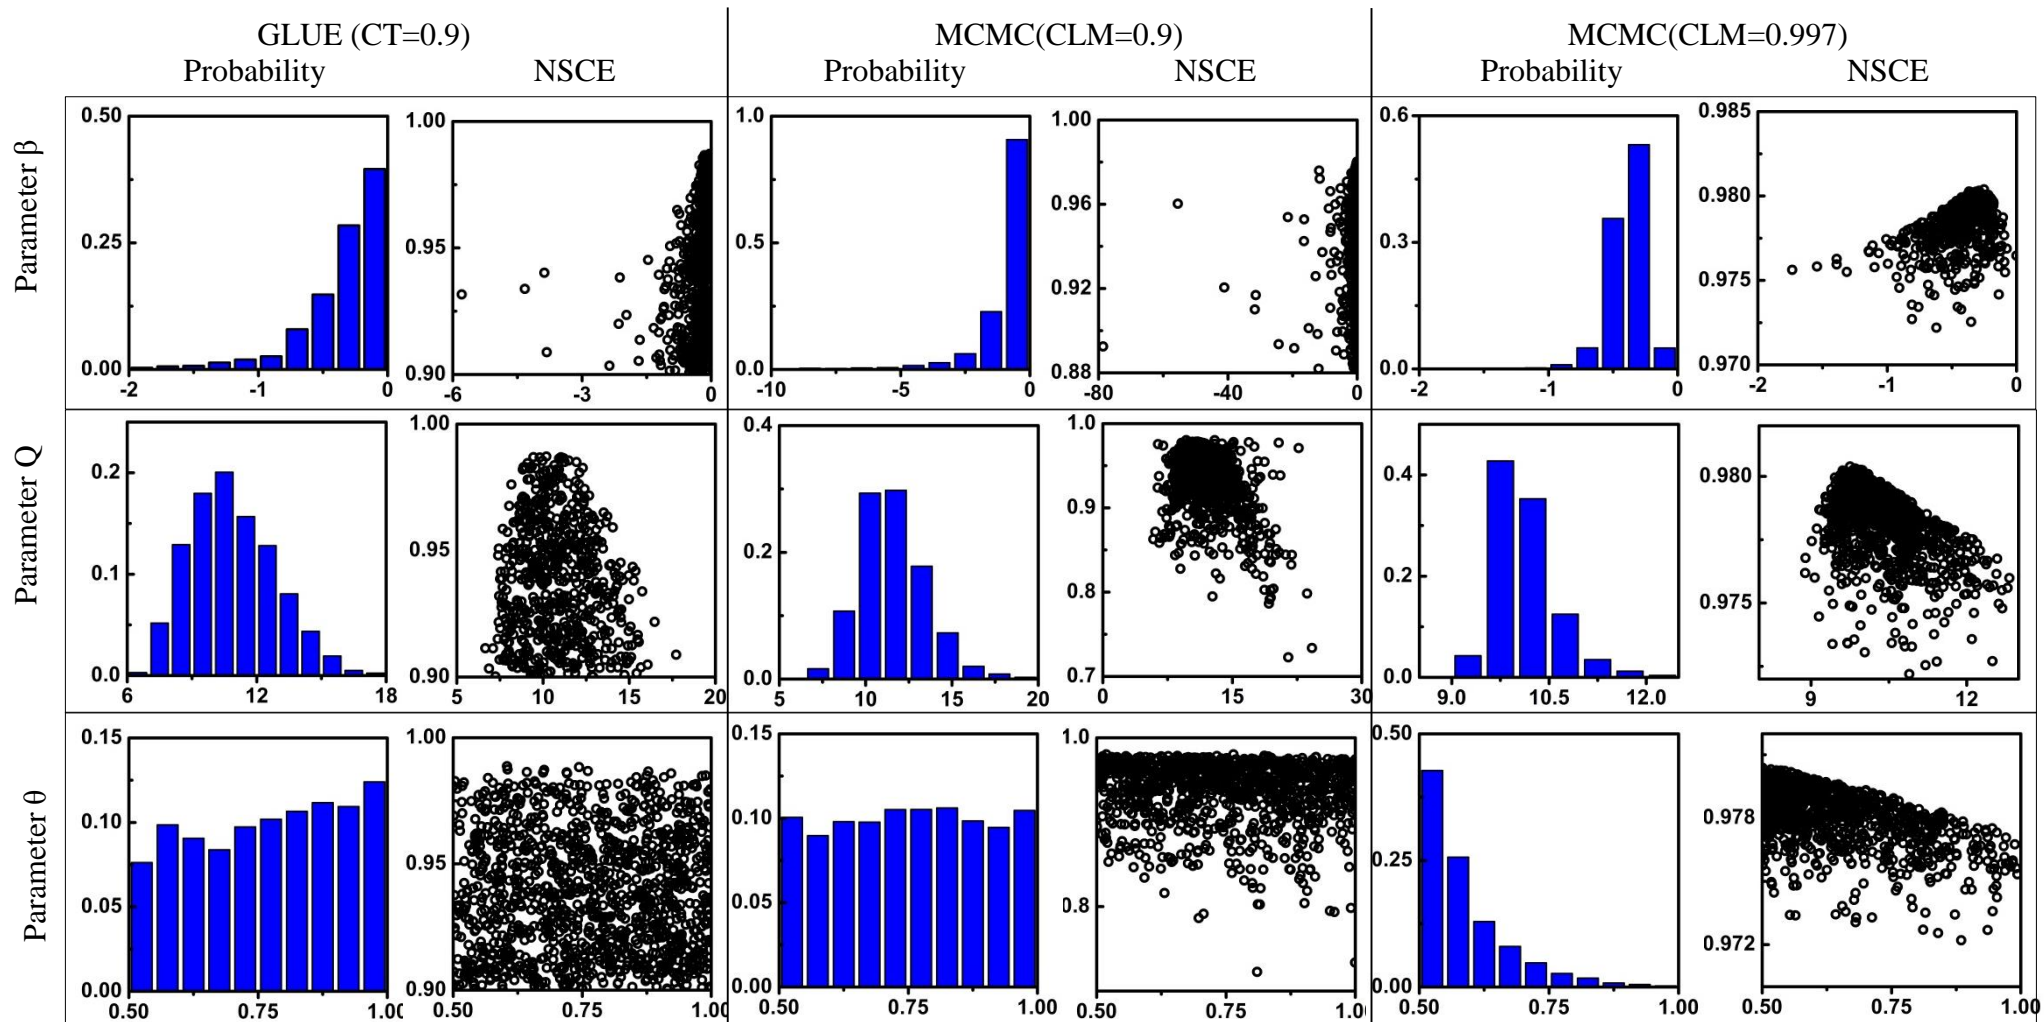 GLUE (CT=0.9) MCMC(CLM=0.9) MCMC(CLM=0.997)
Probability NSCE Probability NSCE Probability NSCE
Parameter β
0.50 0.25 0.00 -2 -1 0
1.00 0.95 0.90 -6 -3 0
1.0 0.5 0.0 -10 -5 0
1.00 0.96 0.92 0.88 -80 -40 0
0.6 0.3 0.0 -2 -1 0
0.985 0.980 0.975 0.970 -2 -1 0
Parameter Q
0.2 0.1 0.0 6 12 18
1.00 0.95 0.90 5 10 15 20
0.4 0.2 0.0 5 10 15 20
1.0 0.9 0.8 0.7 0 15 30
0.4 0.2 0.0 9.0 10.5 12.0
0.980 0.975 9 12
Parameter θ
0.15 0.10 0.05 0.00 0.50 0.75 1.00
1.00 0.95 0.90 0.50 0.75 1.00
0.15 0.10 0.05 0.00 0.50 0.75 1.00
1.0 0.8 0.50 0.75 1.0
0.50 0.25 0.00 0.50 0.75 1.00
0.978 0.972 0.50 0.75 1.00